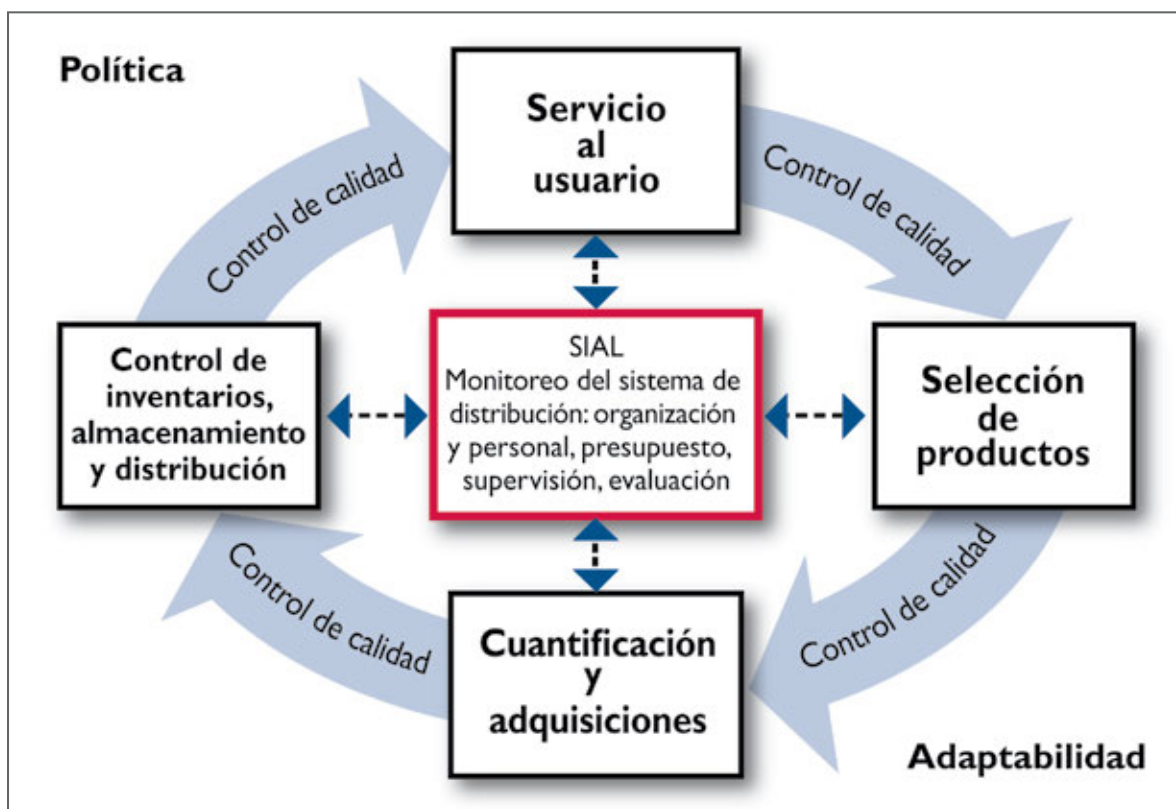 Política
Servicio
al
usuario
Control de calidad
Control de calidad
Control de
inventarios,
almacenamiento
y distribución
SIAL
Monitoreo del sistema de
distribución: organización
y personal, presupuesto,
supervisión, evaluación
Selección
de
productos
Control de calidad
Control de calidad
Cuantificación
y
adquisiciones
Adaptabilidad